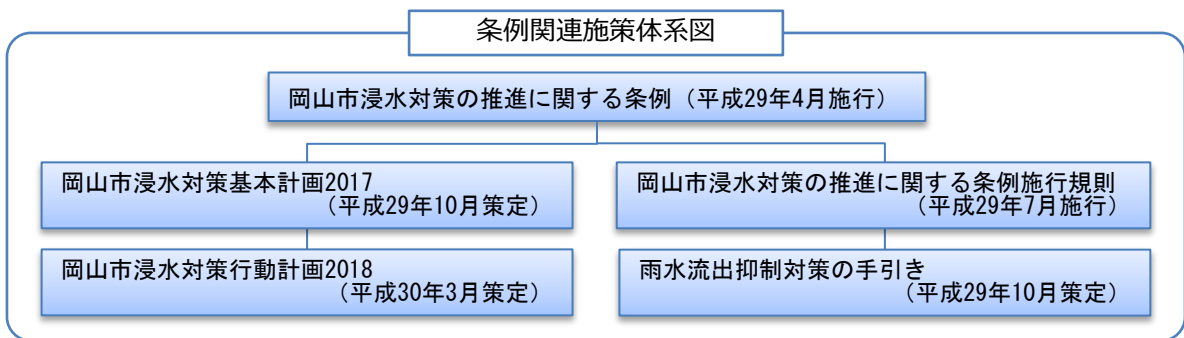 条例関連施策体系図
岡山市浸水対策の推進に関する条例（平成29年4月施行）
岡山市浸水対策基本計画2017
（平成29年10月策定）
岡山市浸水対策の推進に関する条例施行規則
（平成29年7月施行）
岡山市浸水対策行動計画2018
（平成30年3月策定）
雨水流出抑制対策の手引き
（平成29年10月策定）